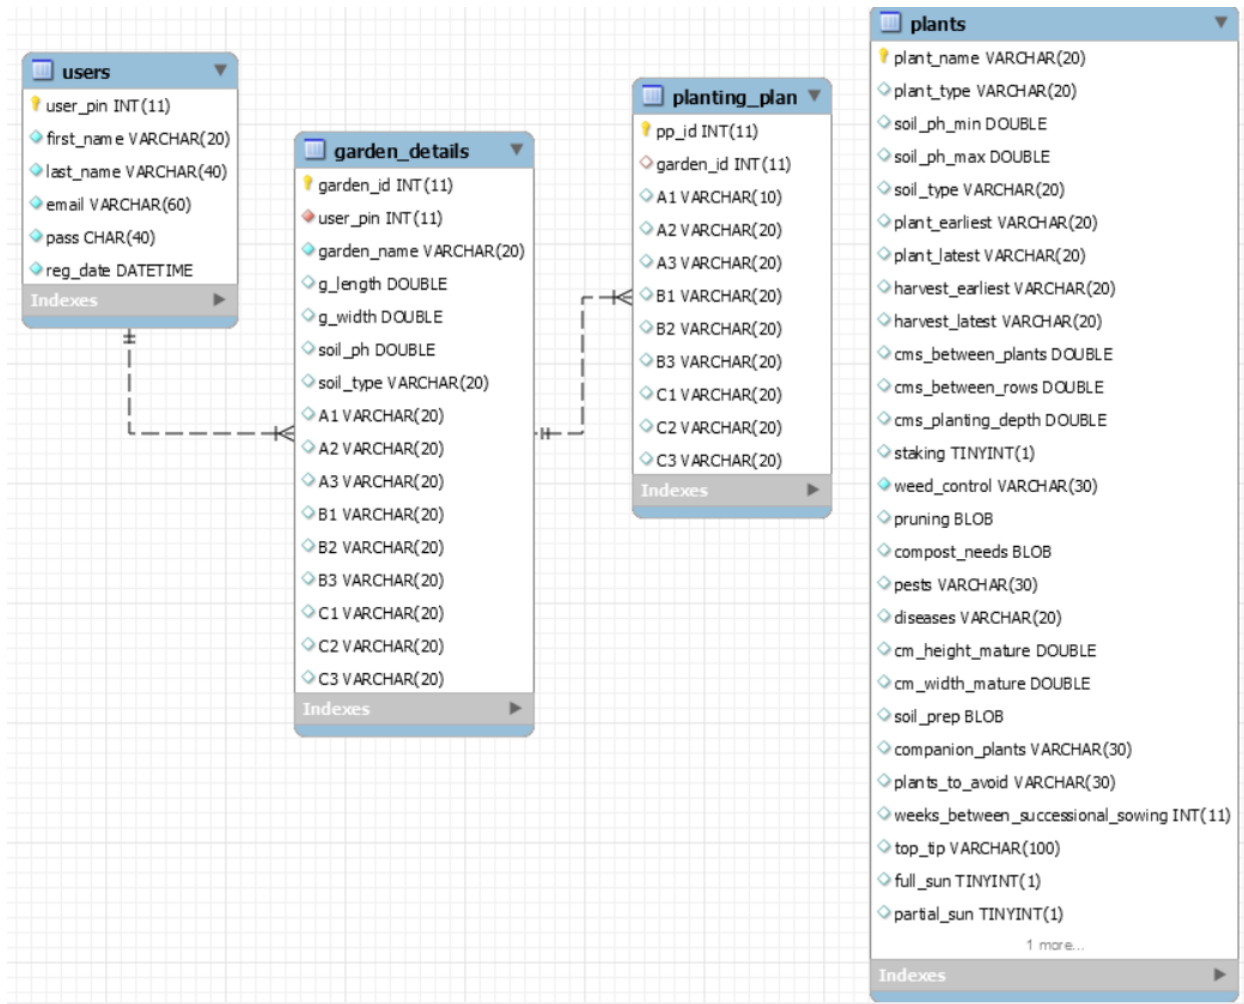 users
user_pin INT(11)
first_name VARCHAR(20)
last_name VARCHAR(40)
email VARCHAR(60)
pass CHAR(40)
reg_date DATETIME
Indexes
garden_details
garden_id INT(11)
user_pin INT(11)
garden_name VARCHAR(20)
g_length DOUBLE
g_width DOUBLE
soil_ph DOUBLE
soil_type VARCHAR(20)
A1 VARCHAR(20)
A2 VARCHAR(20)
A3 VARCHAR(20)
B1 VARCHAR(20)
B2 VARCHAR(20)
B3 VARCHAR(20)
C1 VARCHAR(20)
C2 VARCHAR(20)
C3 VARCHAR(20)
Indexes
planting_plan
pp_id INT(11)
garden_id INT(11)
A1 VARCHAR(10)
A2 VARCHAR(20)
A3 VARCHAR(20)
B1 VARCHAR(20)
B2 VARCHAR(20)
B3 VARCHAR(20)
C1 VARCHAR(20)
C2 VARCHAR(20)
C3 VARCHAR(20)
Indexes
plants
plant_name VARCHAR(20)
plant_type VARCHAR(20)
soil_ph_min DOUBLE
soil_ph_max DOUBLE
soil_type VARCHAR(20)
plant_earliest VARCHAR(20)
plant_latest VARCHAR(20)
harvest_earliest VARCHAR(20)
harvest_latest VARCHAR(20)
cms_between_plants DOUBLE
cms_between_rows DOUBLE
cms_planting_depth DOUBLE
staking TINYINT(1)
weed_control VARCHAR(30)
pruning BLOB
compost_needs BLOB
pests VARCHAR(30)
diseases VARCHAR(20)
cm_height_mature DOUBLE
cm_width_mature DOUBLE
soil_prep BLOB
companion_plants VARCHAR(30)
plants_to_avoid VARCHAR(30)
weeks_between_successional_sowing INT(11)
top_tip VARCHAR(100)
full_sun TINYINT(1)
partial_sun TINYINT(1)
1 more...
Indexes